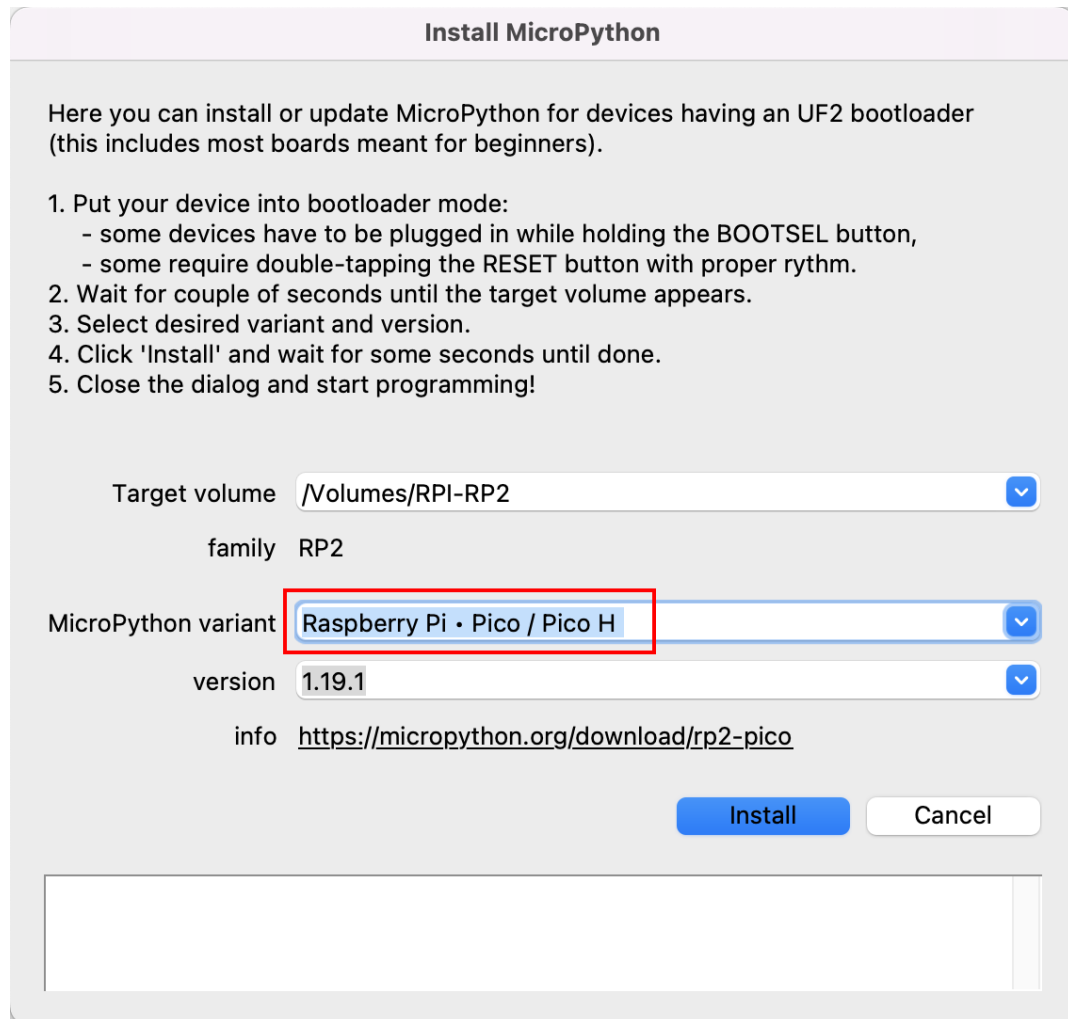 Install MicroPython
Here you can install or update MicroPython for devices having an UF2 bootloader
(this includes most boards meant for beginners).
1. Put your device into bootloader mode:
- some devices have to be plugged in while holding the BOOTSEL button,
- some require double-tapping the RESET button with proper rythm.
2. Wait for couple of seconds until the target volume appears.
3. Select desired variant and version.
4. Click 'Install' and wait for some seconds until done.
5. Close the dialog and start programming!
Target volume /Volumes/RPI-RP2
family RP2
MicroPython variant Raspberry Pi • Pico / Pico H
version 1.19.1
info https://micropython.org/download/rp2-pico
Install Cancel